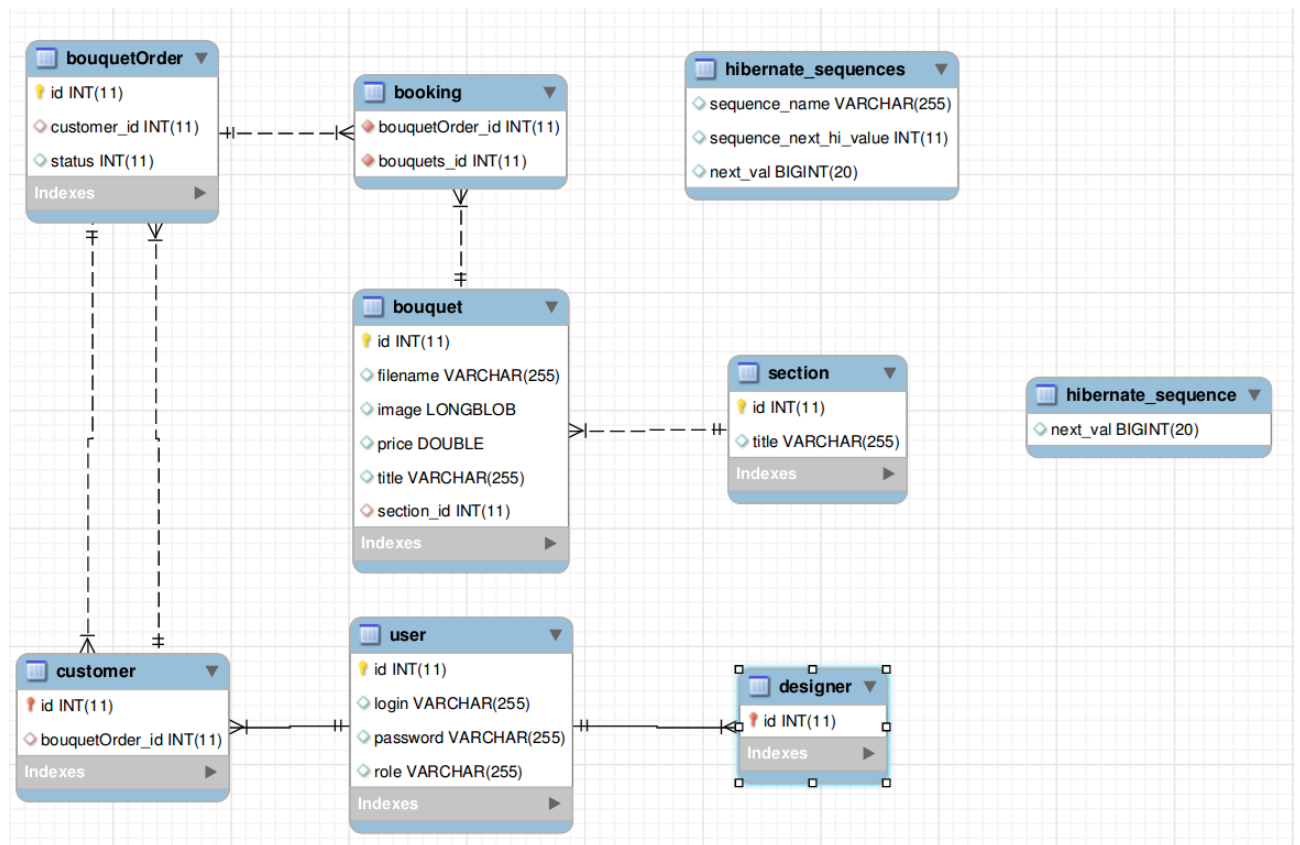 bouquetOrder
id INT(11)
customer_id INT(11)
status INT(11)
Indexes
booking
bouquetOrder_id INT(11)
bouquets_id INT(11)
hibernate_sequences
sequence_name VARCHAR(255)
sequence_next_hi_value INT(11)
next_val BIGINT(20)
bouquet
id INT(11)
filename VARCHAR(255)
image LONGBLOB
price DOUBLE
title VARCHAR(255)
section_id INT(11)
Indexes
section
id INT(11)
title VARCHAR(255)
Indexes
hibernate_sequence
next_val BIGINT(20)
customer
id INT(11)
bouquetOrder_id INT(11)
Indexes
user
id INT(11)
login VARCHAR(255)
password VARCHAR(255)
role VARCHAR(255)
Indexes
designer
id INT(11)
Indexes